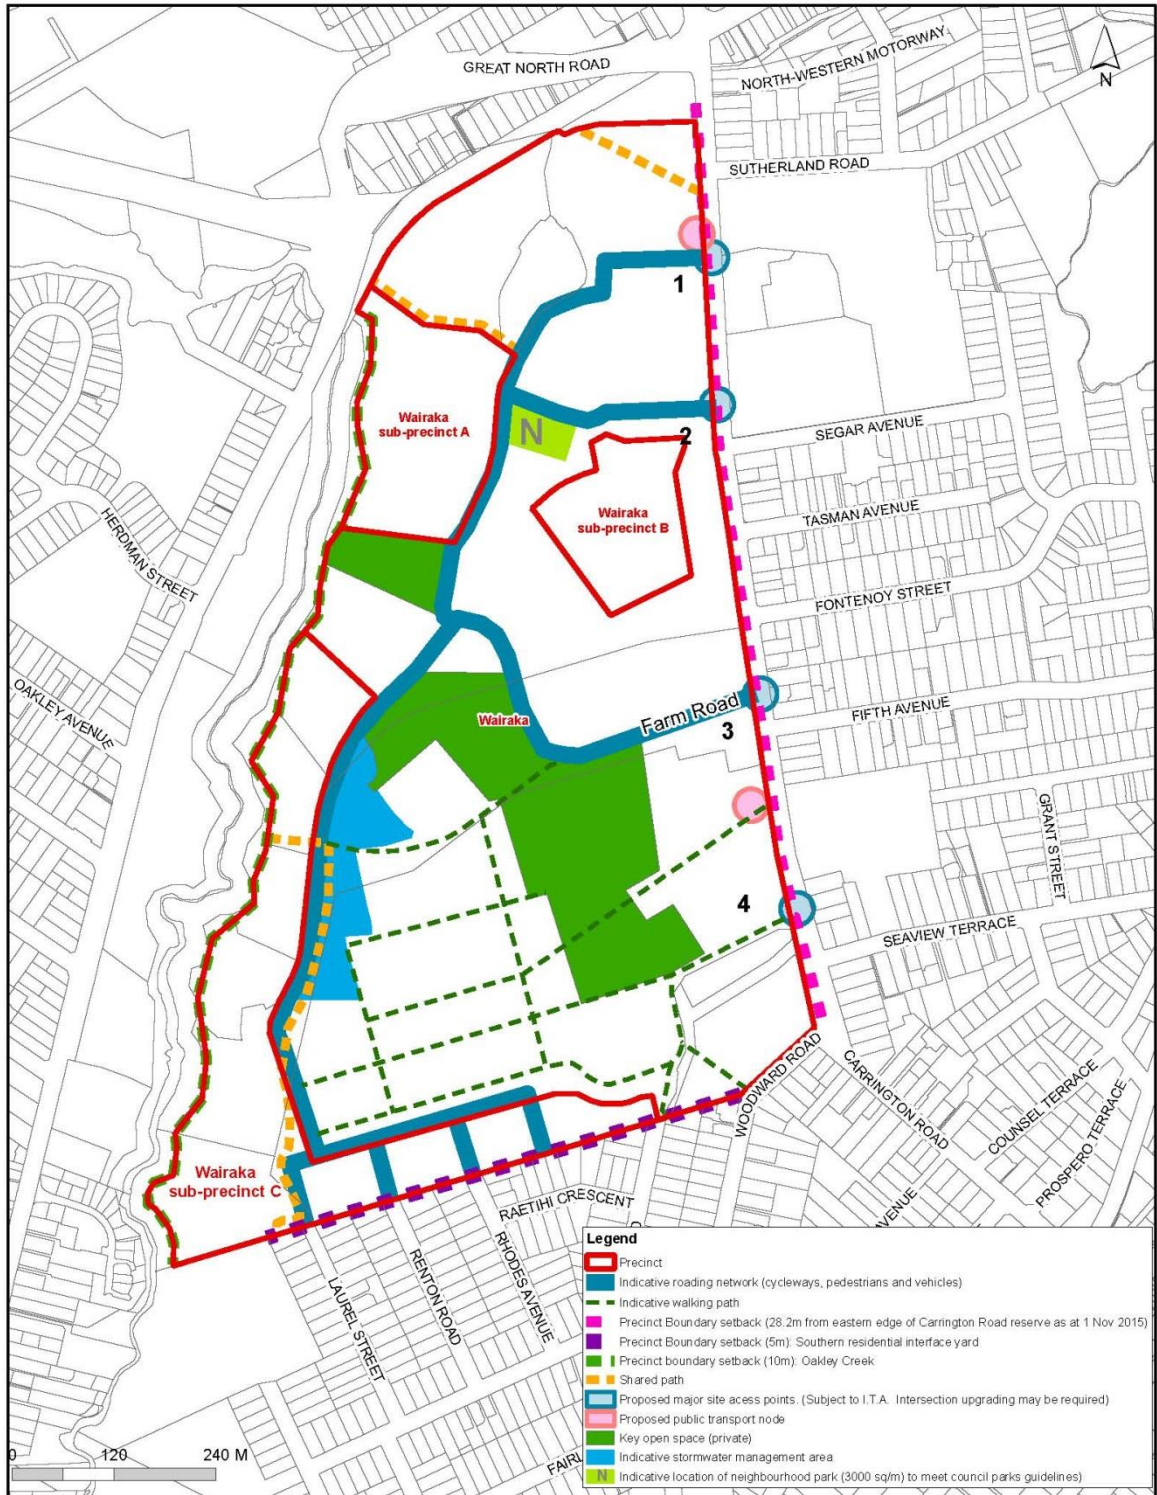 GREAT NORTH ROAD
NORTH-WESTERN MOTORWAY
N
SUTHERLAND ROAD
1
Wairaka
sub-precinct A
N
2
SEGAR AVENUE
Wairaka
sub-precinct B
TASMAN AVENUE
HERDMAN STREET
FONTENOY STREET
OAKLEY AVENUE
Wairaka
Farm Road
3
FIFTH AVENUE
GRANT STREET
4
SEAVIEW TERRACE
WOODWARD ROAD
CARRINGTON ROAD
COUNSEL TERRACE
PROSPERO TERRACE
Wairaka
sub-precinct C
RAETIHI CRESCENT
AVENUE
LAUREL STREET
RENTON ROAD
RHODES AVENUE
D
FAIRL
0 120 240 M
Legend
Precinct
Indicative roading network (cycleways, pedestrians and vehicles)
Indicative walking path
Precinct Boundary setback (28.2m from eastern edge of Carrington Road reserve as at 1 Nov 2015)
Precinct Boundary setback (5m): Southern residential interface yard
Precinct boundary setback (10m): Oakley Creek
Shared path
Proposed major site acess points. (Subject to I.T.A. Intersection upgrading may be required)
Proposed public transport node
Key open space (private)
Indicative stormwater management area
N Indicative location of neighbourhood park (3000 sq/m) to meet council parks guidelines)